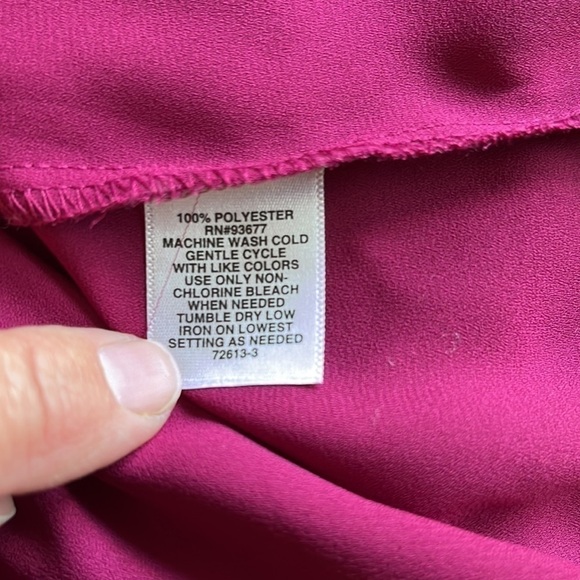 100% POLYESTER
RN#93677
MACHINE WASH COLD
GENTLE CYCLE
WITH LIKE COLORS
USE ONLY NON-
CHLORINE BLEACH
WHEN NEEDED
TUMBLE DRY LOW
IRON ON LOWEST
SETTING AS NEEDED
72613-3